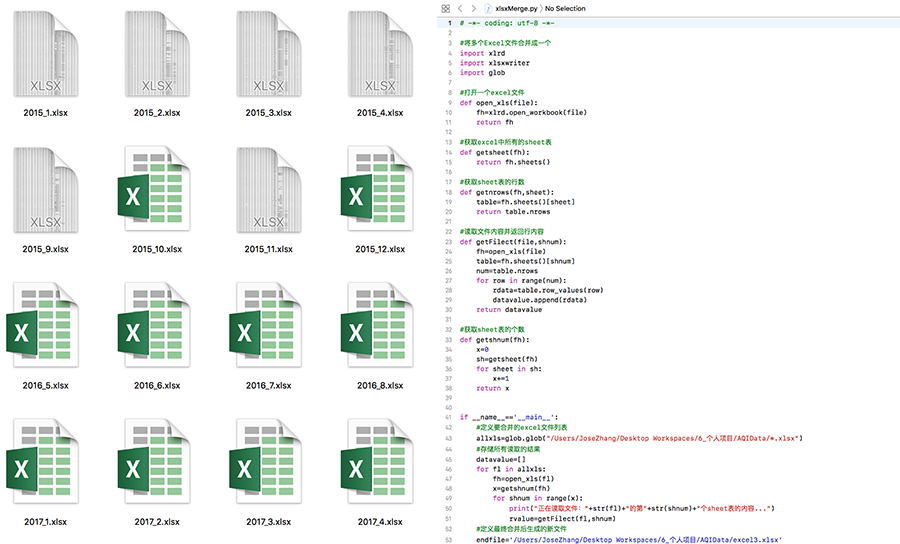 XLSX
XLSX
XLSX
XLSX
2015_1.xlsx
2015_2.xlsx
2015_3.xlsx
2015_4.xlsx
XLSX
X
XLSX
X
2015_9.xlsx
2015_10.xlsx
2015_11.xlsx
2015_12.xlsx
X
X
X
X
2016_5.xlsx
2016_6.xlsx
2016_7.xlsx
2016_8.xlsx
X
X
X
X
2017_1.xlsx
2017_2.xlsx
2017_3.xlsx
2017_4.xlsx
xlsxMerge.py No Selection
1 # -*- coding: utf-8 -*-
2
3 #将多个Excel文件合并成一个
4 import xlrd
5 import xlsxwriter
6 import glob
7
8 #打开一个excel文件
9 def open_xls(file):
10 fh=xlrd.open_workbook(file)
11 return fh
12
13 #获取excel中所有的sheet表
14 def getsheet(fh):
15 return fh.sheets()
16
17 #获取sheet表的行数
18 def getnrows(fh,sheet):
19 table=fh.sheets()[sheet]
20 return table.nrows
21
22 #读取文件内容并返回行内容
23 def getFilect(file,shnum):
24 fh=open_xls(file)
25 table=fh.sheets()[shnum]
26 num=table.nrows
27 for row in range(num):
28 rdata=table.row_values(row)
29 datavalue.append(rdata)
30 return datavalue
31
32 #获取sheet表的个数
33 def getshnum(fh):
34 x=0
35 sh=getsheet(fh)
36 for sheet in sh:
37 x+=1
38 return x
39
40
41 if __name__=='__main__':
42 #定义要合并的excel文件列表
43 allxls=glob.glob("/Users/JoseZhang/Desktop Workspaces/6_个人项目/AQIData/*.xlsx")
44 #存储所有读取的结果
45 datavalue=[]
46 for fl in allxls:
47 fh=open_xls(fl)
48 x=getshnum(fh)
49 for shnum in range(x):
50 print("正在读取文件："+str(fl)+"的第"+str(shnum)+"个sheet表的内容...")
51 rvalue=getFilect(fl,shnum)
52 #定义最终合并后生成的新文件
53 endfile='/Users/JoseZhang/Desktop Workspaces/6_个人项目/AQIData/excel3.xlsx'